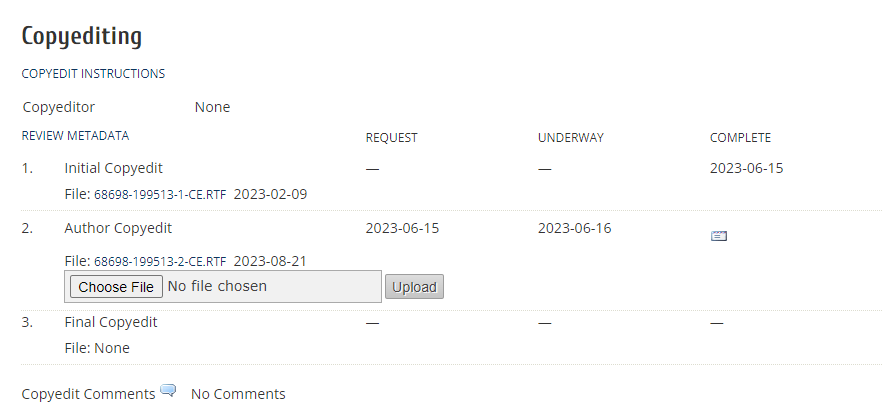 Copyediting
COPYEDIT INSTRUCTIONS
Copyeditor None
REVIEW METADATA REQUEST UNDERWAY COMPLETE
1. Initial Copyedit — — 2023-06-15
File: 68698-199513-1-CE.RTF 2023-02-09
2. Author Copyedit 2023-06-15 2023-06-16
File: 68698-199513-2-CE.RTF 2023-08-21
Choose File No file chosen Upload
3. Final Copyedit — — —
File: None
Copyedit Comments No Comments